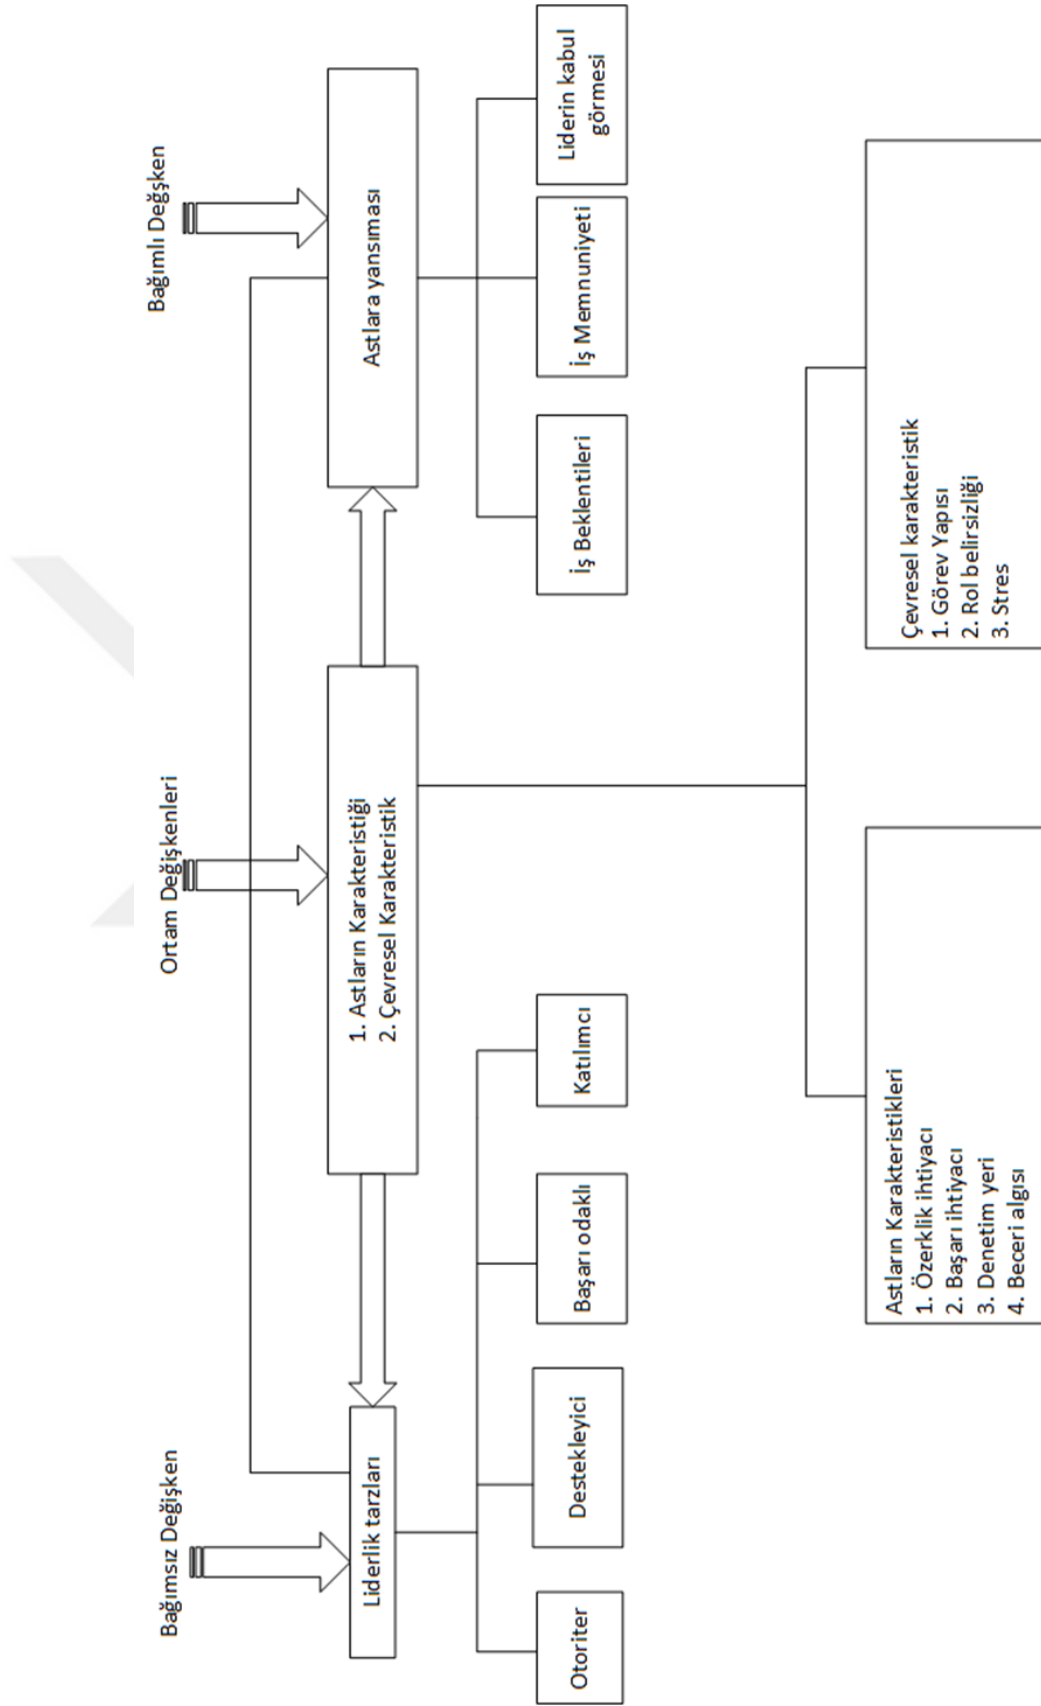 Bağımsız Değişken
Ortam Değişkenleri
Bağımlı Değşken
Liderlik tarzları
1. Astların Karakteristiği
2. Çevresel Karakteristik
Astlara yansıması
Otoriter
Destekleyici
Başarı odaklı
Katılımcı
İş Beklentileri
İş Memnuniyeti
Liderin kabul
görmesi
Astların Karakteristikleri
1. Özerklik ihtiyacı
2. Başarı ihtiyacı
3. Denetim yeri
4. Beceri algısı
Çevresel karakteristik
1. Görev Yapısı
2. Rol belirsizliği
3. Stres